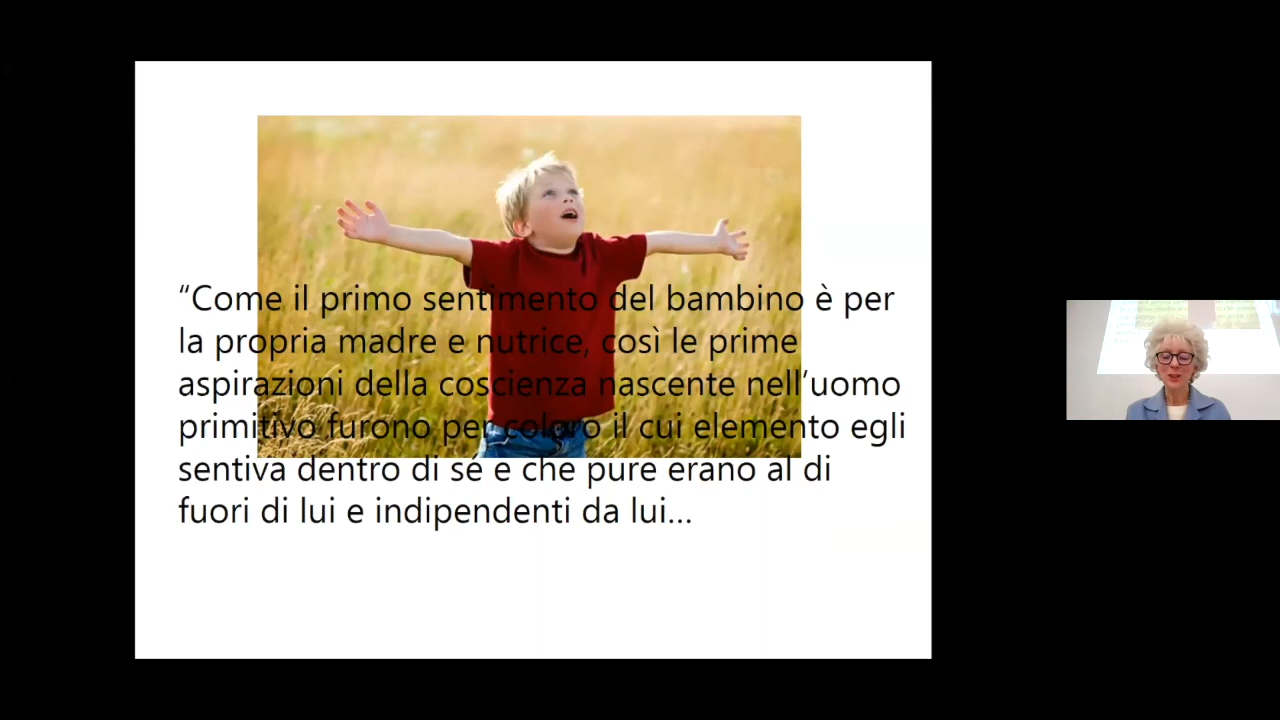 “Come il primo sentimento del bambino è per
la propria madre e nutrice, così le prime
aspirazioni della coscienza nascente nell’uomo
primitivo furono per coloro il cui elemento egli
sentiva dentro di sé e che pure erano al di
fuori di lui e indipendenti da lui...